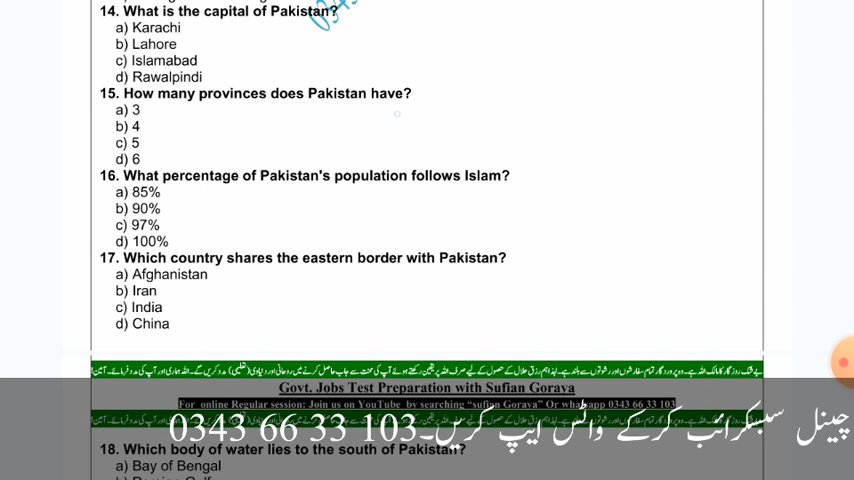 14. What is the capital of Pakistan?
a) Karachi
b) Lahore
c) Islamabad
d) Rawalpindi
15. How many provinces does Pakistan have?
a) 3
b) 4
c) 5
d) 6
16. What percentage of Pakistan's population follows Islam?
a) 85%
b) 90%
c) 97%
d) 100%
17. Which country shares the eastern border with Pakistan?
a) Afghanistan
b) Iran
c) India
d) China
Govt. Jobs Test Preparation with Sufian Goraya
For online Regular session: Join us on YouTube by searching "sufian Goraya" Or whatsapp 0343 66 33 103
چینل سبسکرائب کرکے واٹس ایپ کریں۔103 33 66 0343
18. Which body of water lies to the south of Pakistan?
a) Bay of Bengal